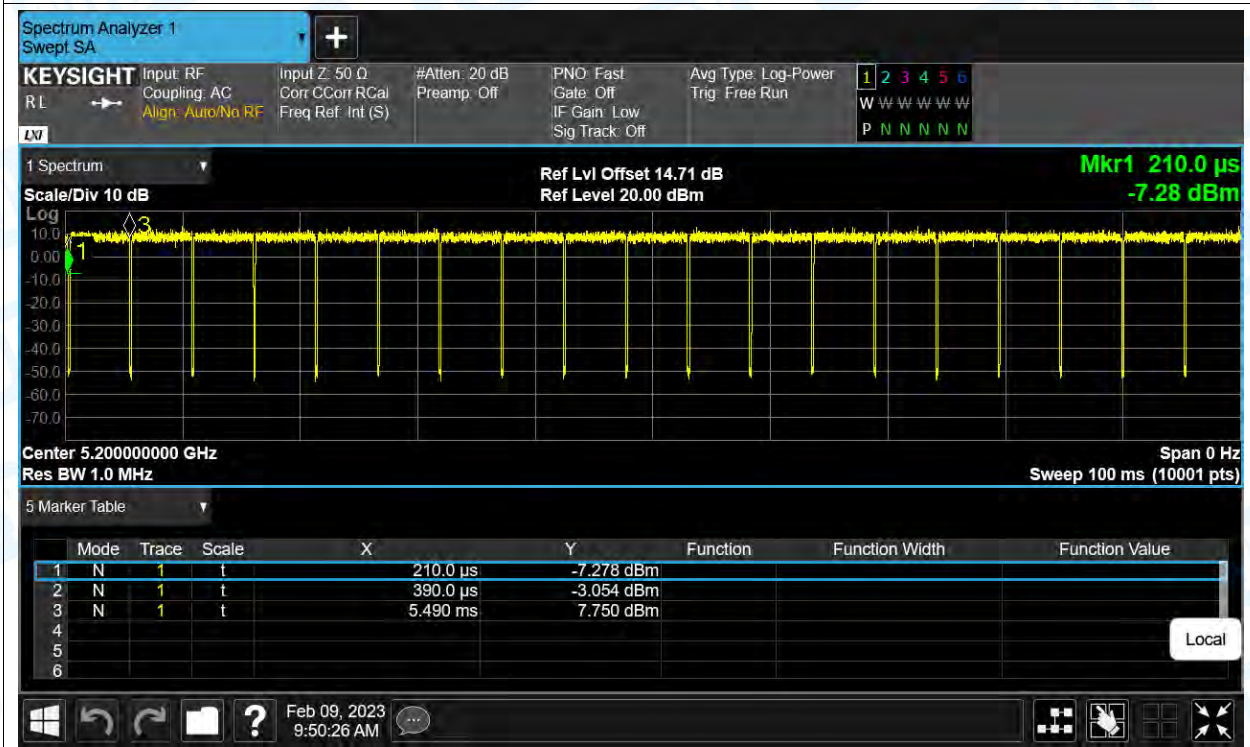 Spectrum Analyzer 1
Swept SA
KEYSIGHT
RL
LXI
Input: RF
Coupling: AC
Align: Auto/No RF
Input Z: 50 Ω
Corr CCorr RCal
Freq Ref: Int (S)
#Atten: 20 dB
Preamp: Off
PNO: Fast
Gate: Off
IF Gain: Low
Sig Track: Off
Avg Type: Log-Power
Trig: Free Run
1 2 3 4 5 6
W W W W W W
P N N N N N
1 Spectrum
Scale/Div 10 dB
Ref Lvl Offset 14.71 dB
Ref Level 20.00 dBm
Mkr1 210.0 µs
-7.28 dBm
Log
10.0
0.00
-10.0
-20.0
-30.0
-40.0
-50.0
-60.0
-70.0
3
1
Center 5.200000000 GHz
Res BW 1.0 MHz
Span 0 Hz
Sweep 100 ms (10001 pts)
5 Marker Table
Mode Trace Scale X Y Function Function Width Function Value
1 N 1 t 210.0 µs -7.278 dBm
2 N 1 t 390.0 µs -3.054 dBm
3 N 1 t 5.490 ms 7.750 dBm
4
5
6
Local
?
Feb 09, 2023
9:50:26 AM